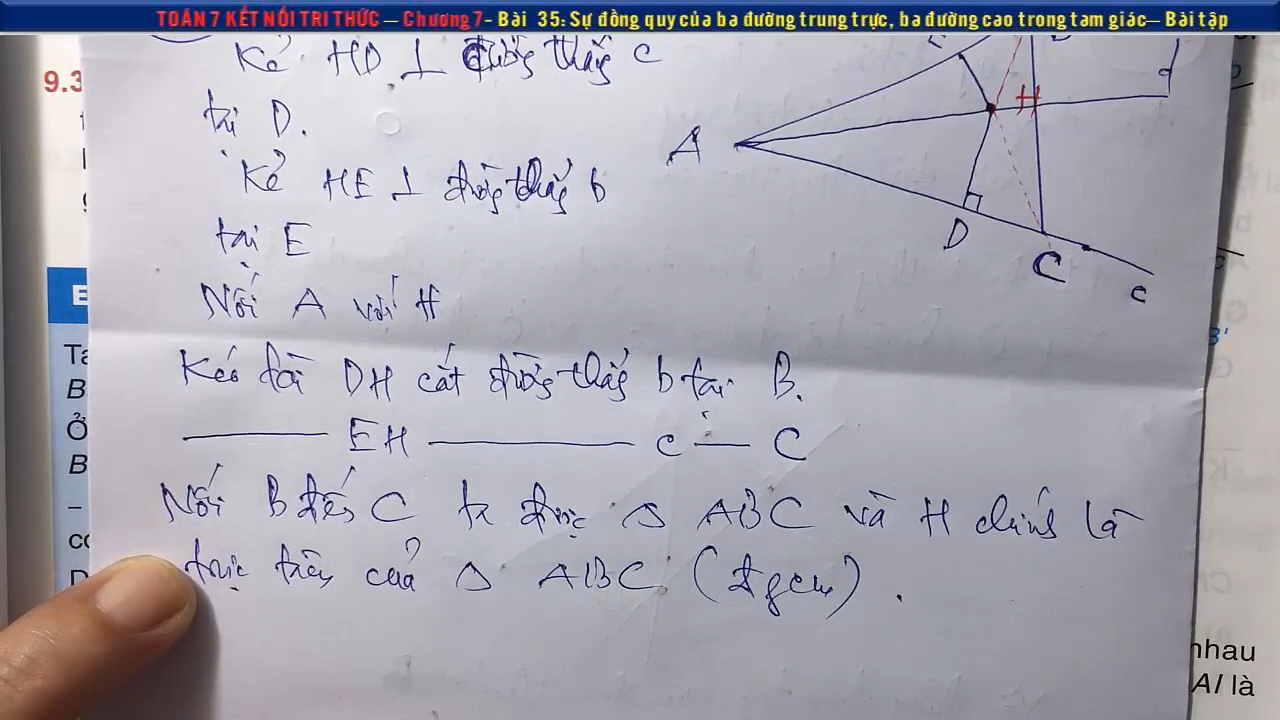 TOÁN 7 KẾT NỐI TRI THỨC – Chương 7- Bài 35: Sự đồng quy của ba đường trung trực, ba đường cao trong tam giác– Bài tập
9.3
Kẻ HD ⊥ đường thẳng c
tại D.
Kẻ HE ⊥ đường thẳng b
tại E
Nối A với H
Kéo dài DH cắt đường thẳng b tại B.
EH c C
Nối B đến C ta được Δ ABC và H chính là
trực tâm của Δ ABC (đpcm).
A
H
D
C
c
Ta
B
Ở
B
nhau
AI là